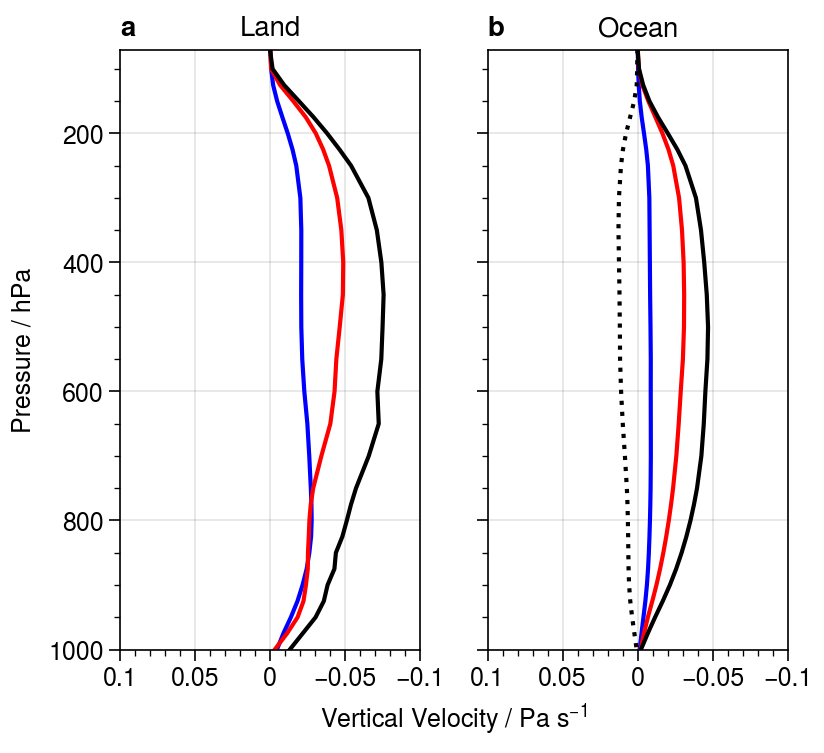 a Land b Ocean
200
400
600
800
1000
Pressure / hPa
0.1 0.05 0 −0.05 −0.1 0.1 0.05 0 −0.05 −0.1
Vertical Velocity / Pa s⁻¹